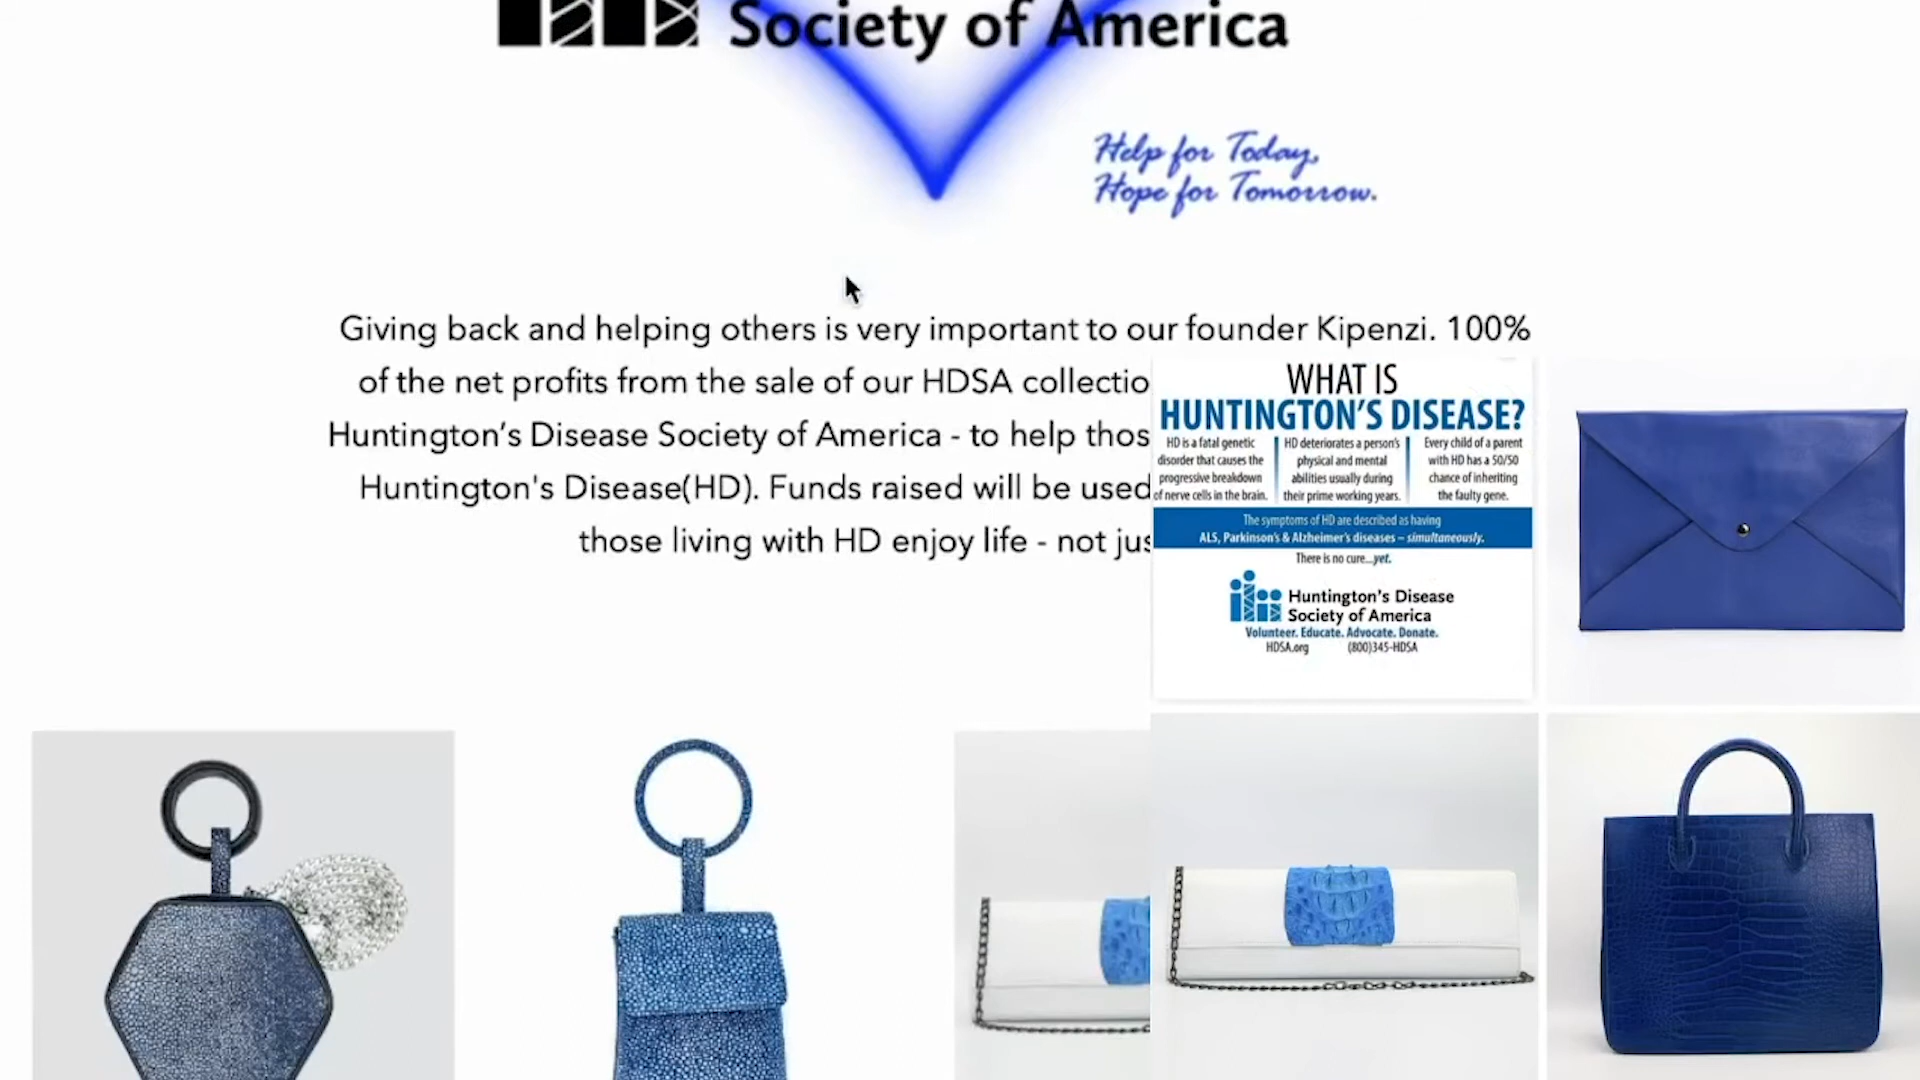 Society of America
Help for Today,
Hope for Tomorrow.
Giving back and helping others is very important to our founder Kipenzi. 100%
of the net profits from the sale of our HDSA
Huntington's Disease Society of America - to help
Huntington's Disease(HD). Funds raised will be used
those living with HD enjoy life - not
WHAT IS
HUNTINGTON'S DISEASE?
HD is a fatal genetic
disorder that causes the
progressive breakdown
of nerve cells in the brain.
HD deteriorates a person's
physical and mental
abilities usually during
their prime working years.
Every child of a parent
with HD has a 50/50
chance of inheriting
the faulty gene.
The symptoms of HD are described as having
ALS, Parkinson's & Alzheimer's diseases – simultaneously.
There is no cure...yet.
Huntington's Disease
Society of America
Volunteer. Educate. Advocate. Donate.
HDSA.org (800)345-HDSA